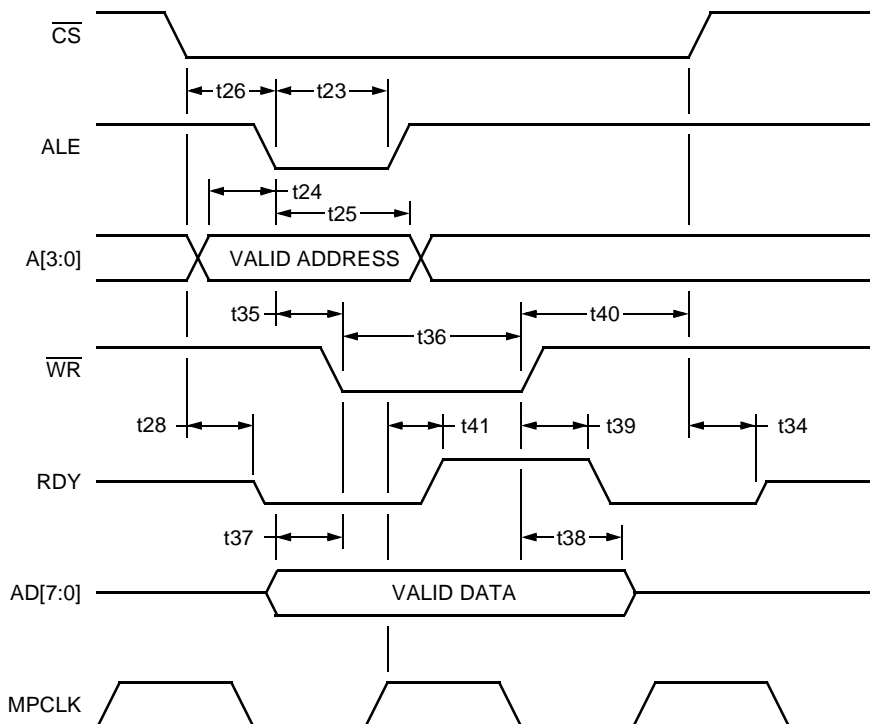 CS
t26
t23
ALE
t24
t25
A[3:0]
VALID ADDRESS
t35
t36
t40
WR
t28
t41
t39
t34
RDY
t37
t38
AD[7:0]
VALID DATA
MPCLK